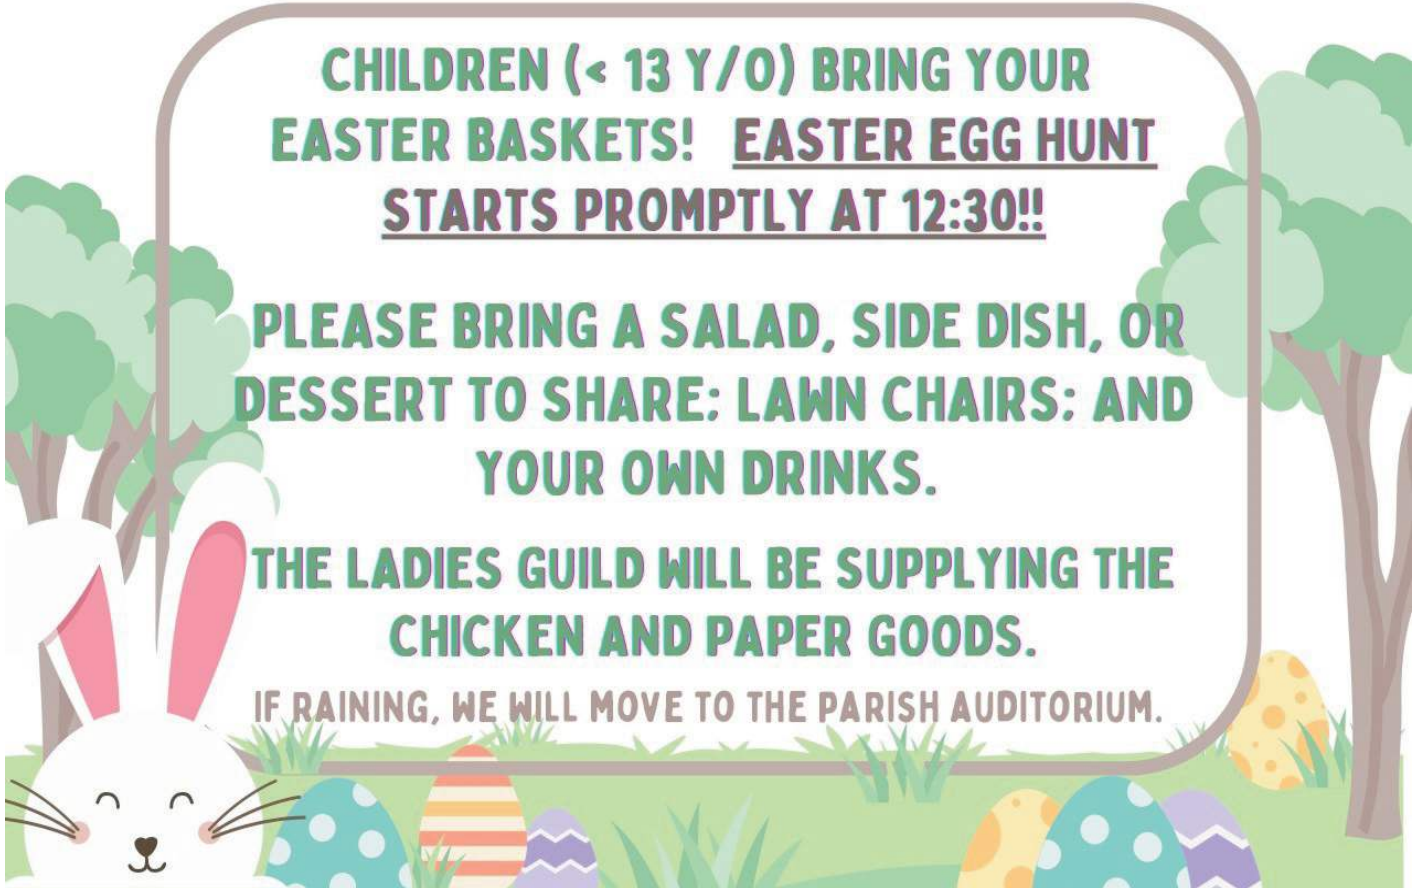 CHILDREN (< 13 Y/O) BRING YOUR
EASTER BASKETS! EASTER EGG HUNT
STARTS PROMPTLY AT 12:30!!
PLEASE BRING A SALAD, SIDE DISH, OR
DESSERT TO SHARE: LAWN CHAIRS: AND
YOUR OWN DRINKS.
THE LADIES GUILD WILL BE SUPPLYING THE
CHICKEN AND PAPER GOODS.
IF RAINING, WE WILL MOVE TO THE PARISH AUDITORIUM.